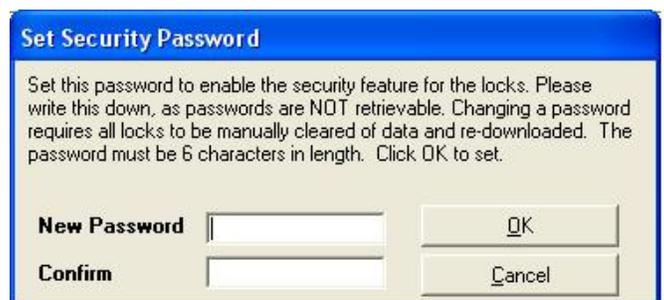 Set Security Password
Set this password to enable the security feature for the locks. Please
write this down, as passwords are NOT retrievable. Changing a password
requires all locks to be manually cleared of data and re-downloaded. The
password must be 6 characters in length. Click OK to set.
New Password
OK
Confirm
Cancel